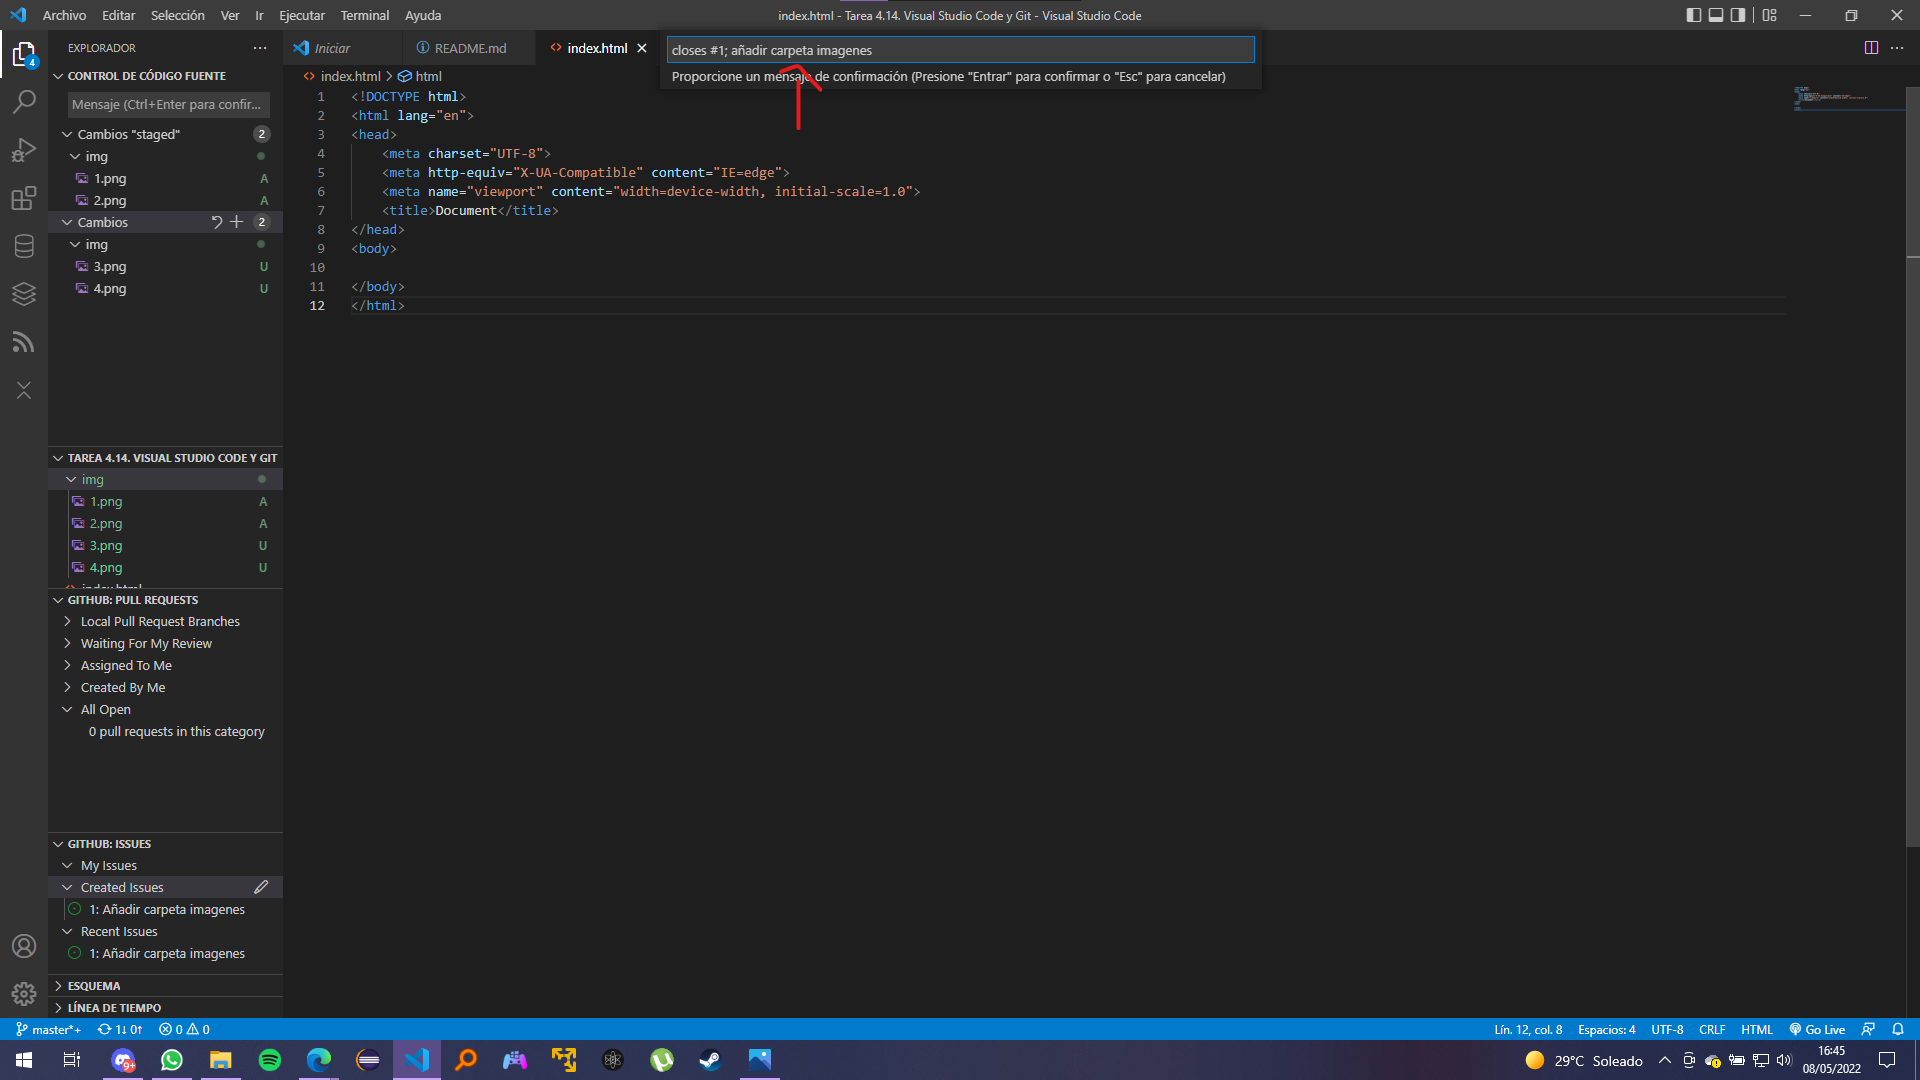 Archivo Editar Selección Ver Ir Ejecutar Terminal Ayuda
index.html - Tarea 4.14. Visual Studio Code y Git - Visual Studio Code
EXPLORADOR
Iniciar
README.md
index.html
closes #1; añadir carpeta imagenes
Proporcione un mensaje de confirmación (Presione "Entrar" para confirmar o "Esc" para cancelar)
4
CONTROL DE CÓDIGO FUENTE
Mensaje (Ctrl+Enter para confir...
Cambios "staged" 2
img
1.png A
2.png A
Cambios 2
img
3.png U
4.png U
index.html > html
1 <!DOCTYPE html>
2 <html lang="en">
3 <head>
4 <meta charset="UTF-8">
5 <meta http-equiv="X-UA-Compatible" content="IE=edge">
6 <meta name="viewport" content="width=device-width, initial-scale=1.0">
7 <title>Document</title>
8 </head>
9 <body>
10
11 </body>
12 </html>
TAREA 4.14. VISUAL STUDIO CODE Y GIT
img
1.png A
2.png A
3.png U
4.png U
index.html
GITHUB: PULL REQUESTS
Local Pull Request Branches
Waiting For My Review
Assigned To Me
Created By Me
All Open
0 pull requests in this category
GITHUB: ISSUES
My Issues
Created Issues
1: Añadir carpeta imagenes
Recent Issues
1: Añadir carpeta imagenes
ESQUEMA
LÍNEA DE TIEMPO
master*+ 1↓ 0↑ 0 0
Lín. 12, col. 8 Espacios: 4 UTF-8 CRLF HTML Go Live
9+
29°C Soleado
16:45
08/05/2022